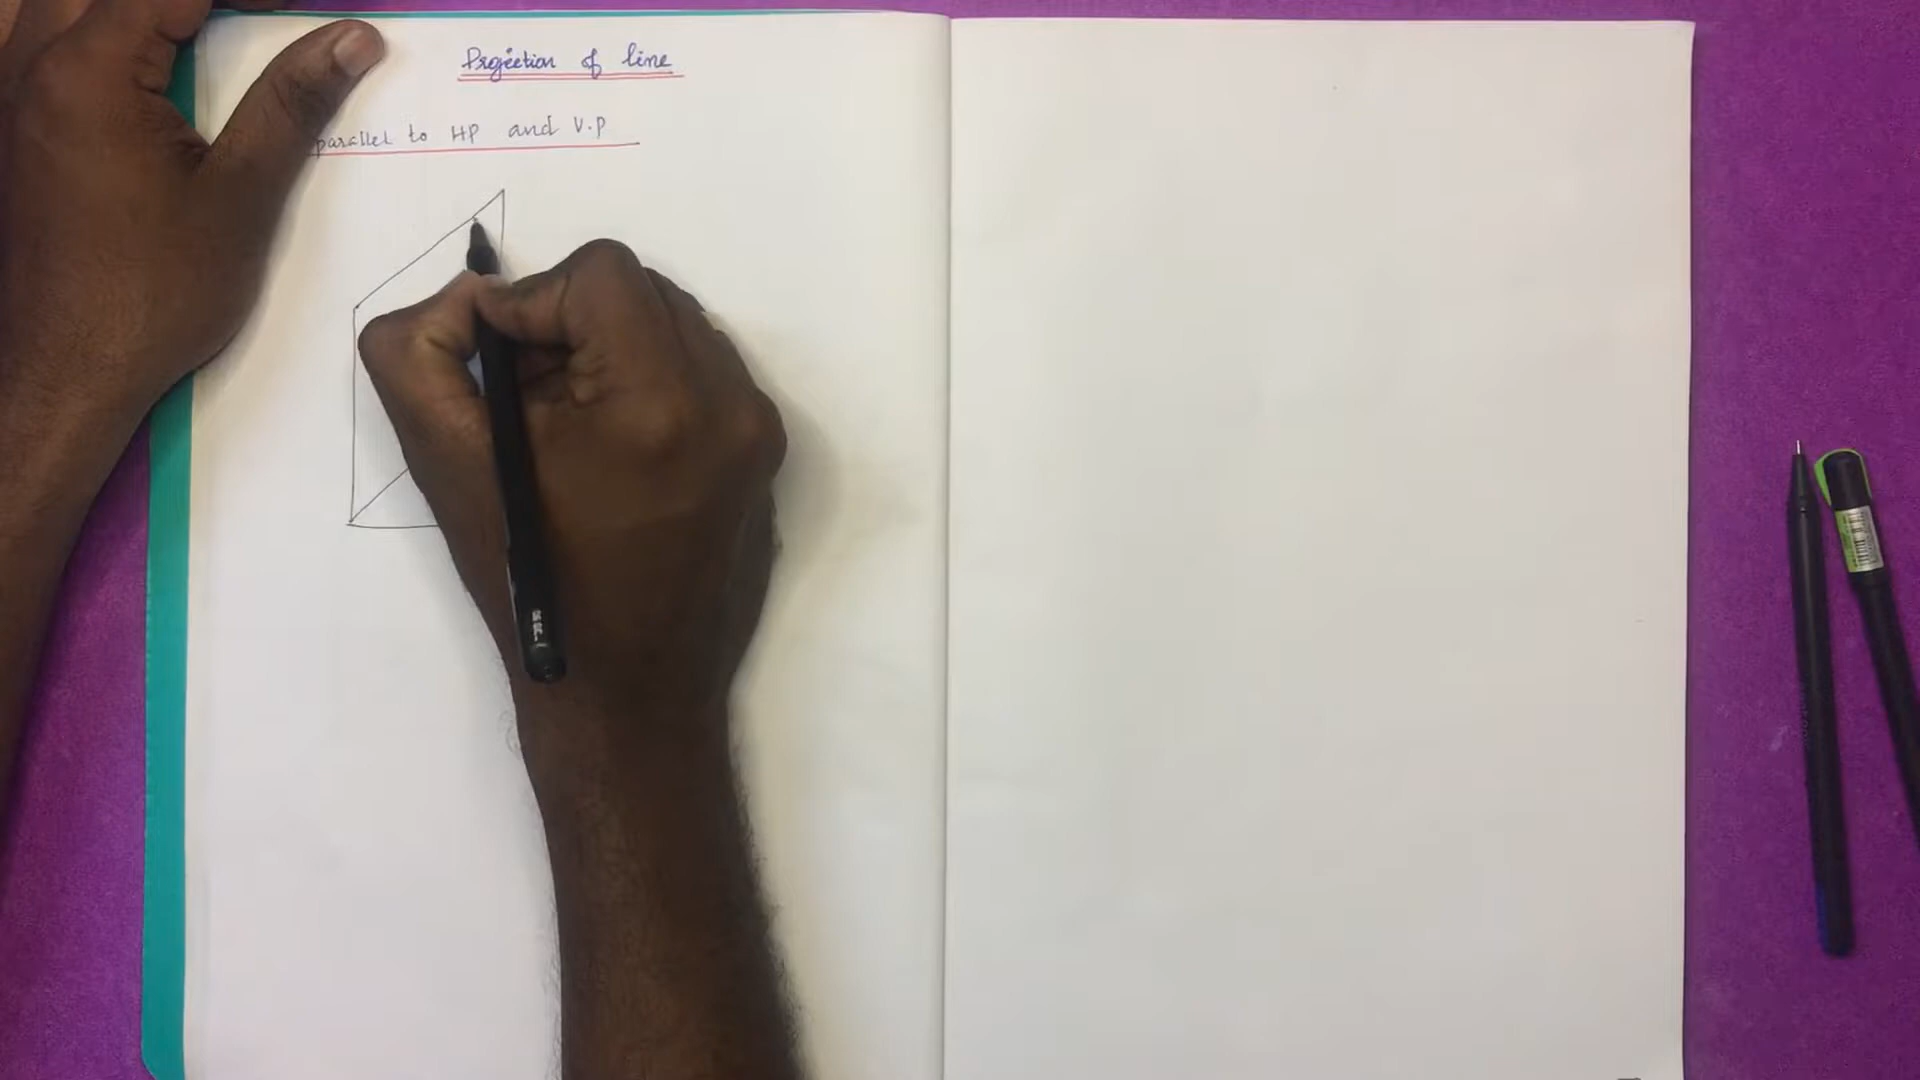 Projection of line
parallel to HP and V.P